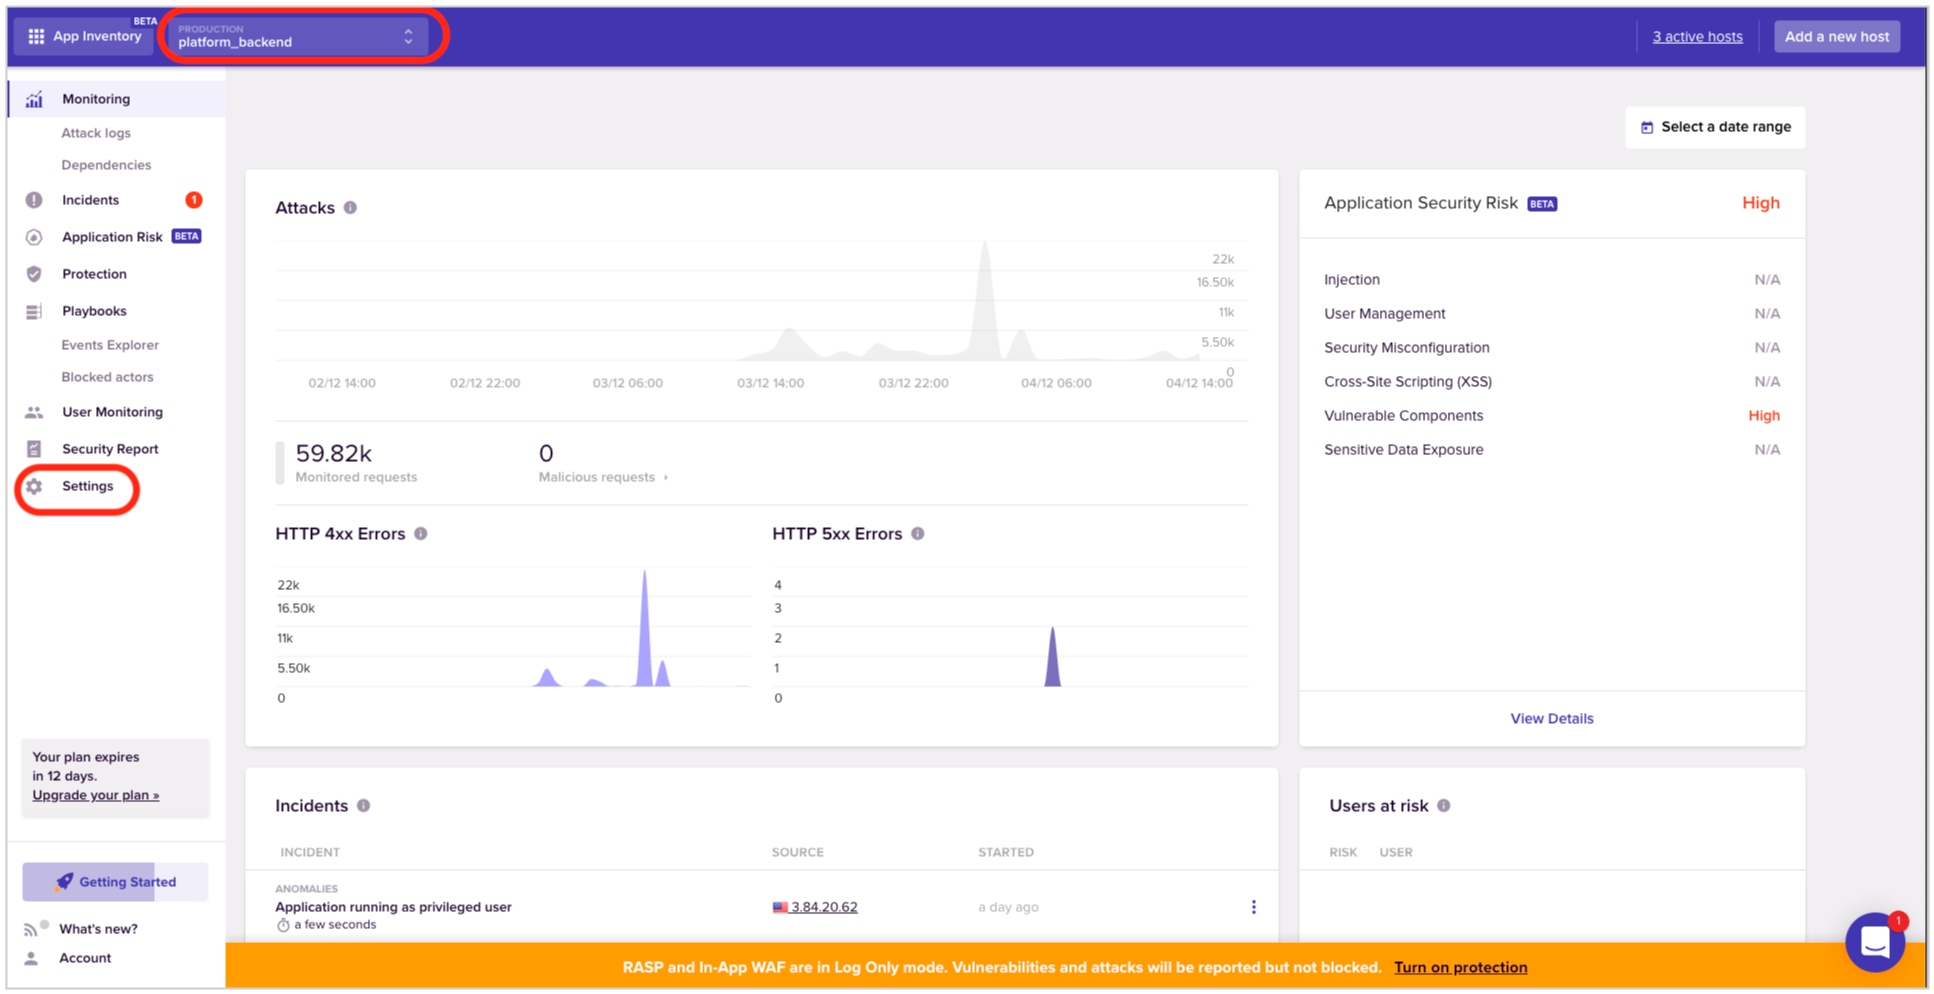 App Inventory
BETA
PRODUCTION
platform_backend
3 active hosts
Add a new host
Monitoring
Attack logs
Dependencies
Incidents
1
Application Risk BETA
Protection
Playbooks
Events Explorer
Blocked actors
User Monitoring
Security Report
Settings
Your plan expires
in 12 days.
Upgrade your plan »
Getting Started
What's new?
Account
Select a date range
Attacks
22k
16.50k
11k
5.50k
0
02/12 14:00
02/12 22:00
03/12 06:00
03/12 14:00
03/12 22:00
04/12 06:00
04/12 14:00
59.82k
Monitored requests
0
Malicious requests
HTTP 4xx Errors
22k
16.50k
11k
5.50k
0
HTTP 5xx Errors
4
3
2
1
0
Application Security Risk BETA
High
Injection N/A
User Management N/A
Security Misconfiguration N/A
Cross-Site Scripting (XSS) N/A
Vulnerable Components High
Sensitive Data Exposure N/A
View Details
Incidents
INCIDENT SOURCE STARTED
ANOMALIES
Application running as privileged user
3.84.20.62
a day ago
a few seconds
Users at risk
RISK USER
1
RASP and In-App WAF are in Log Only mode. Vulnerabilities and attacks will be reported but not blocked. Turn on protection